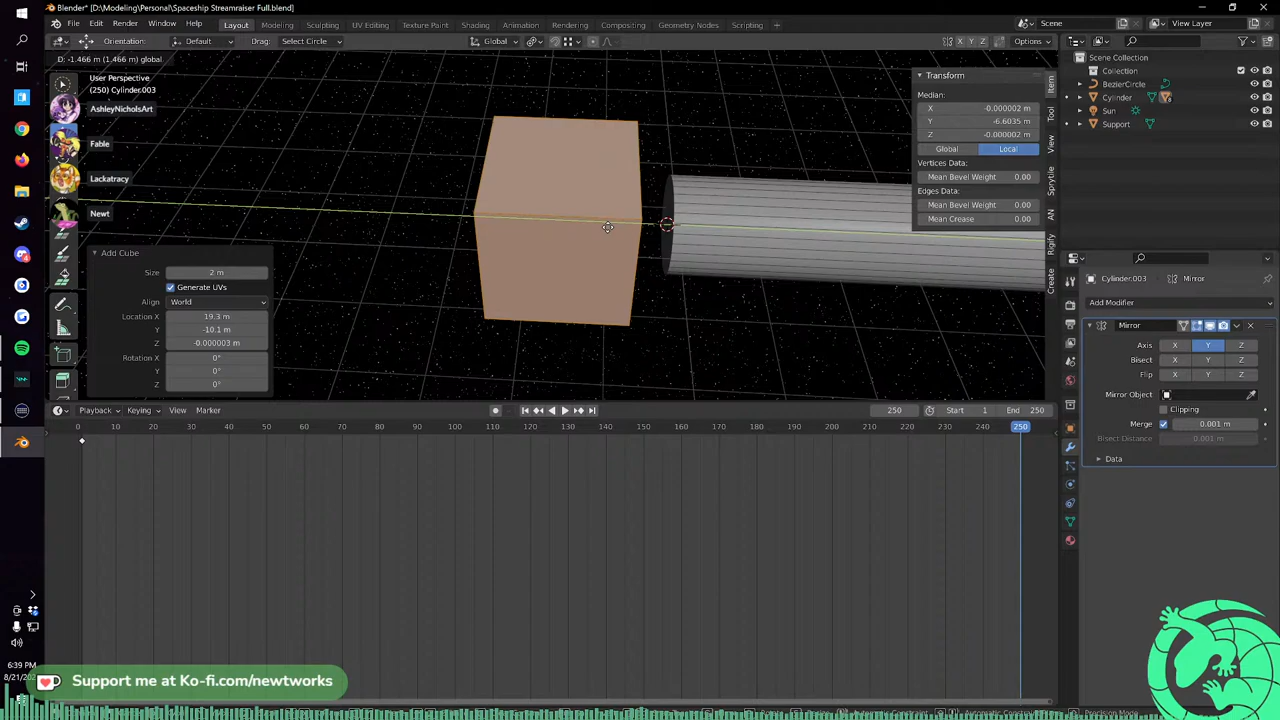 Blender* [D:\Modeling\Personal\Spaceship Streamraiser Full.blend]
File Edit Render Window Help Layout Modeling Sculpting UV Editing Texture Paint Shading Animation Rendering Compositing Geometry Nodes Scripting + Scene View Layer
Orientation: Default Drag: Select Circle Global X Y Z Options
D: -1.466 m (1.466 m) global
User Perspective
(250) Cylinder.003
AshleyNicholsArt
Fable
Lackatracy
Newt
Add Cube
Size 2 m
Generate UVs
Align World
Location X 19.3 m
Y -10.1 m
Z -0.000003 m
Rotation X 0°
Y 0°
Z 0°
Transform
Median:
X -0.000002 m
Y -6.6035 m
Z -0.000002 m
Global Local
Vertices Data:
Mean Bevel Weight 0.00
Edges Data:
Mean Bevel Weight 0.00
Mean Crease 0.00
Item
Tool
View
Sprytile
AN
Rigify
Create
Scene Collection
Collection
BezierCircle
Cylinder
Sun
Support
Cylinder.003 Mirror
Add Modifier
Mirror
Axis X Y Z
Bisect X Y Z
Flip X Y Z
Mirror Object
Clipping
Merge 0.001 m
Bisect Distance 0.001 m
Data
Playback Keying View Marker 250 Start 1 End 250
0 10 20 30 40 50 60 70 80 90 100 110 120 130 140 150 160 170 180 190 200 210 220 230 240 250
6:39 PM
Support me at Ko-fi.com/newtworks